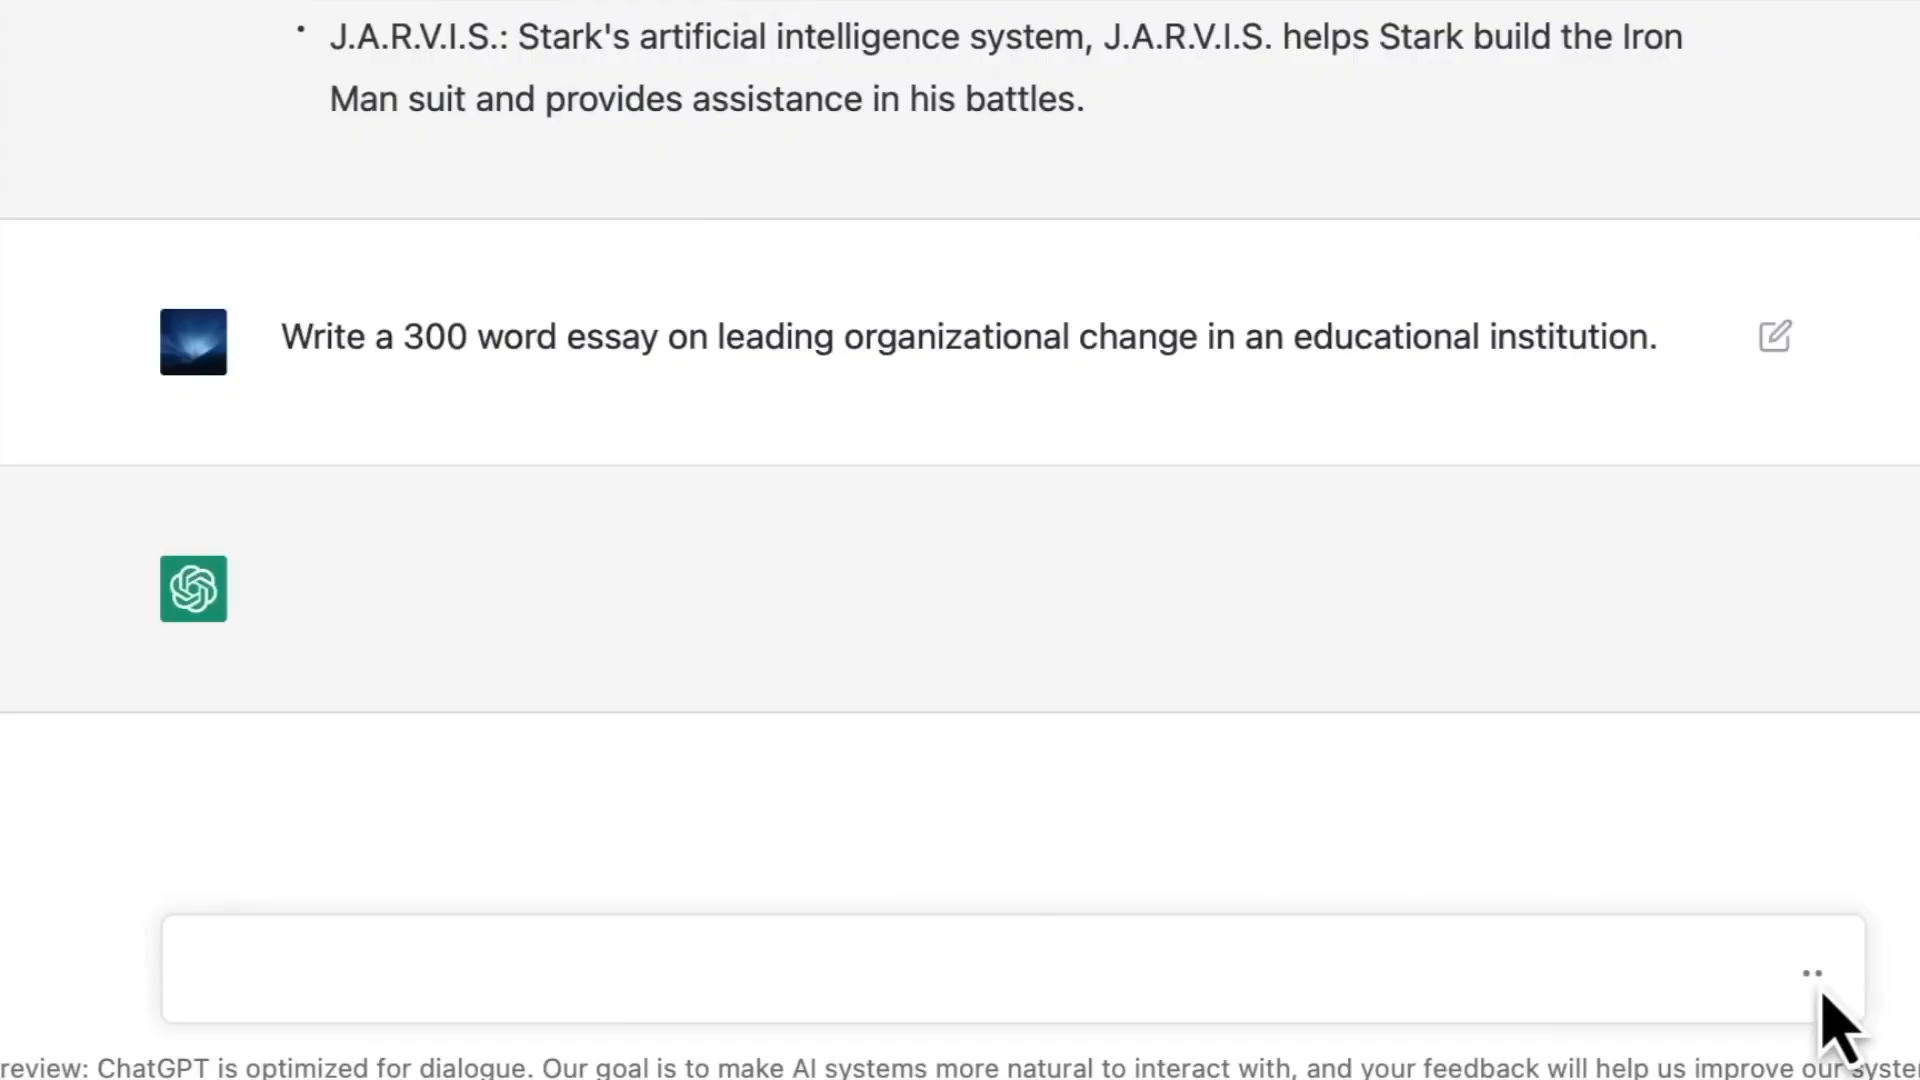 J.A.R.V.I.S.: Stark's artificial intelligence system, J.A.R.V.I.S. helps Stark build the Iron
Man suit and provides assistance in his battles.
Write a 300 word essay on leading organizational change in an educational institution.
review: ChatGPT is optimized for dialogue. Our goal is to make AI systems more natural to interact with, and your feedback will help us improve our syste